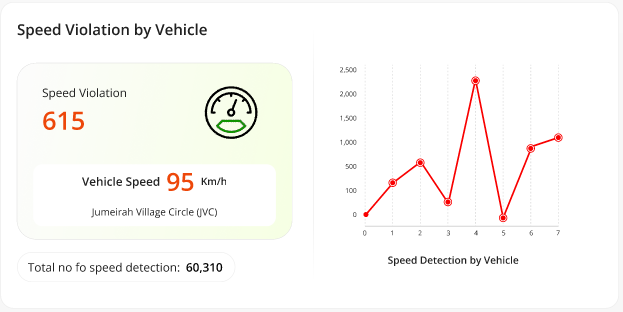 Speed Violation by Vehicle
Speed Violation
615
Vehicle Speed 95 Km/h
Jumeirah Village Circle (JVC)
Total no fo speed detection: 60,310
2,500
2,000
1,500
1,000
500
100
0
0 1 2 3 4 5 6 7
Speed Detection by Vehicle